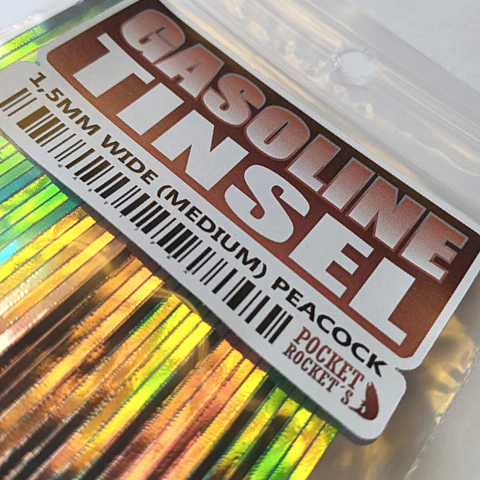 GASOLINE
TINSEL
1,5MM WIDE (MEDIUM) PEACOCK
POCKET
ROCKET'S